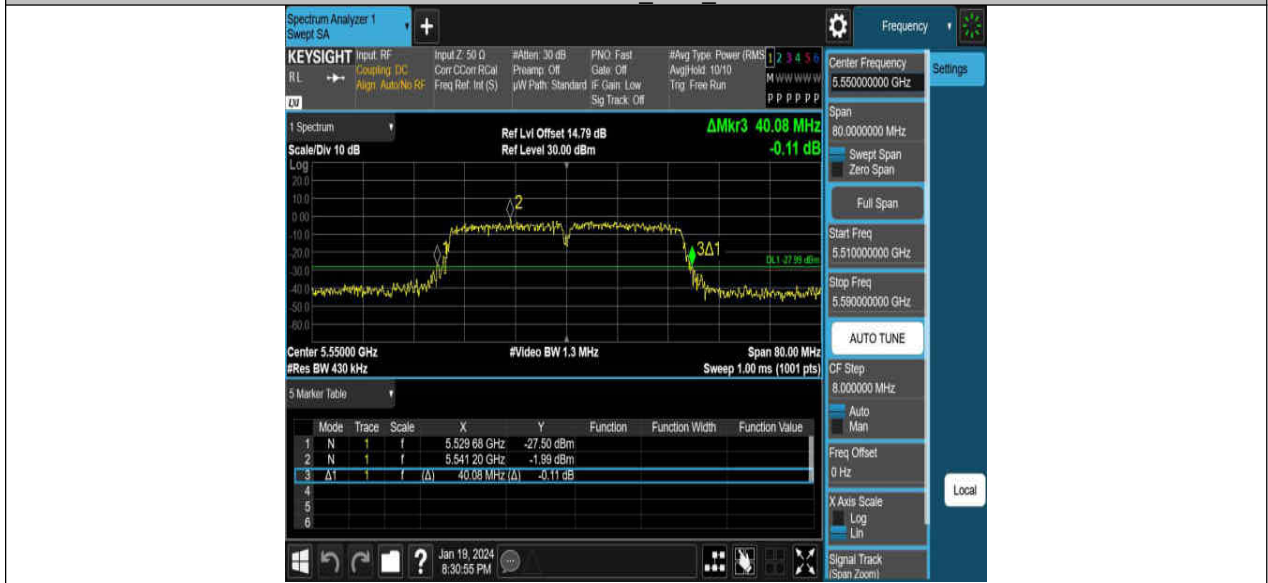 Spectrum Analyzer 1
Swept SA
+
Frequency
KEYSIGHT Input: RF Input Z: 50 Ω #Atten: 30 dB PNO: Fast #Avg Type: Power (RMS 1 2 3 4 5 6
RL Coupling: DC Corr CCorr RCal Preamp: Off Gate: Off Avg|Hold: 10/10 M W W W W W
Align: Auto/No RF Freq Ref: Int (S) µW Path: Standard IF Gain: Low Trig: Free Run
Sig Track: Off P P P P P P
LXI
1 Spectrum
Ref Lvl Offset 14.79 dB
ΔMkr3 40.08 MHz
Scale/Div 10 dB
Ref Level 30.00 dBm
-0.11 dB
Log
20.0
10.0
0.00
-10.0
-20.0
-30.0
-40.0
-50.0
-60.0
1
2
3Δ1
DL1 -27.99 dBm
Center 5.55000 GHz
#Video BW 1.3 MHz
Span 80.00 MHz
#Res BW 430 kHz
Sweep 1.00 ms (1001 pts)
5 Marker Table
Mode Trace Scale X Y Function Function Width Function Value
1 N 1 f 5.529 68 GHz -27.50 dBm
2 N 1 f 5.541 20 GHz -1.99 dBm
3 Δ1 1 f (Δ) 40.08 MHz (Δ) -0.11 dB
4
5
6
?
Jan 19, 2024
8:30:55 PM
Center Frequency
5.550000000 GHz
Settings
Span
80.0000000 MHz
Swept Span
Zero Span
Full Span
Start Freq
5.510000000 GHz
Stop Freq
5.590000000 GHz
AUTO TUNE
CF Step
8.000000 MHz
Auto
Man
Freq Offset
0 Hz
X Axis Scale
Log
Lin
Local
Signal Track
(Span Zoom)